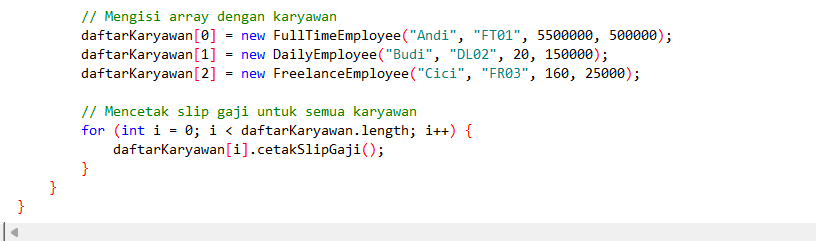 // Mengisi array dengan karyawan
daftarKaryawan[0] = new FullTimeEmployee("Andi", "FT01", 5500000, 500000);
daftarKaryawan[1] = new DailyEmployee("Budi", "DL02", 20, 150000);
daftarKaryawan[2] = new FreelanceEmployee("Cici", "FR03", 160, 25000);
// Mencetak slip gaji untuk semua karyawan
for (int i = 0; i < daftarKaryawan.length; i++) {
daftarKaryawan[i].cetakSlipGaji();
}
}
}